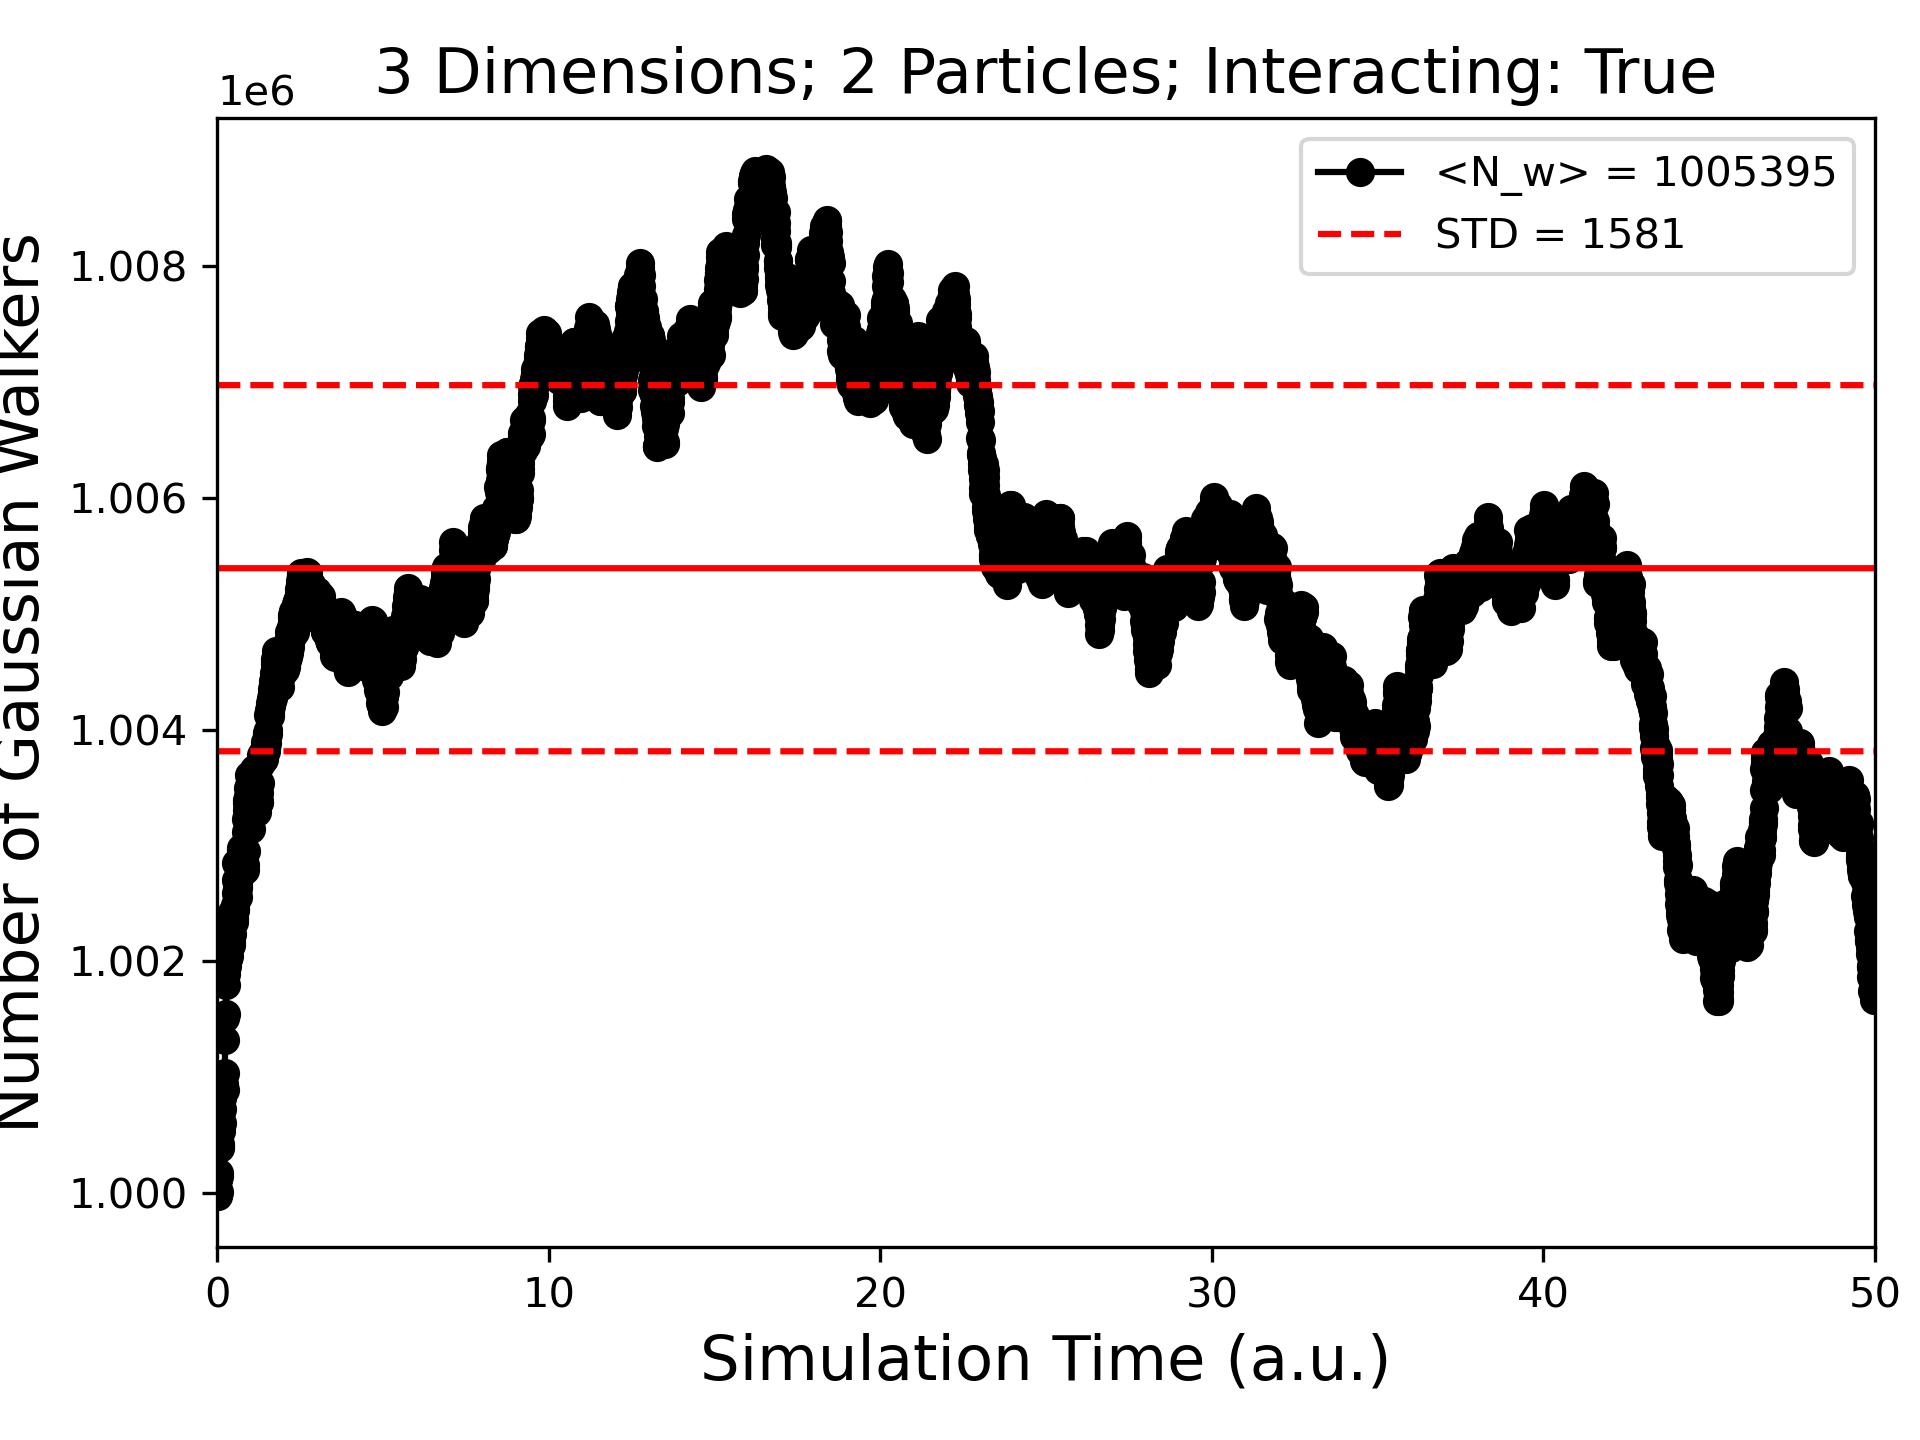 3 Dimensions; 2 Particles; Interacting: True
1e6
<N_w> = 1005395
STD = 1581
Number of Gaussian Walkers
1.008
1.006
1.004
1.002
1.000
0 10 20 30 40 50
Simulation Time (a.u.)